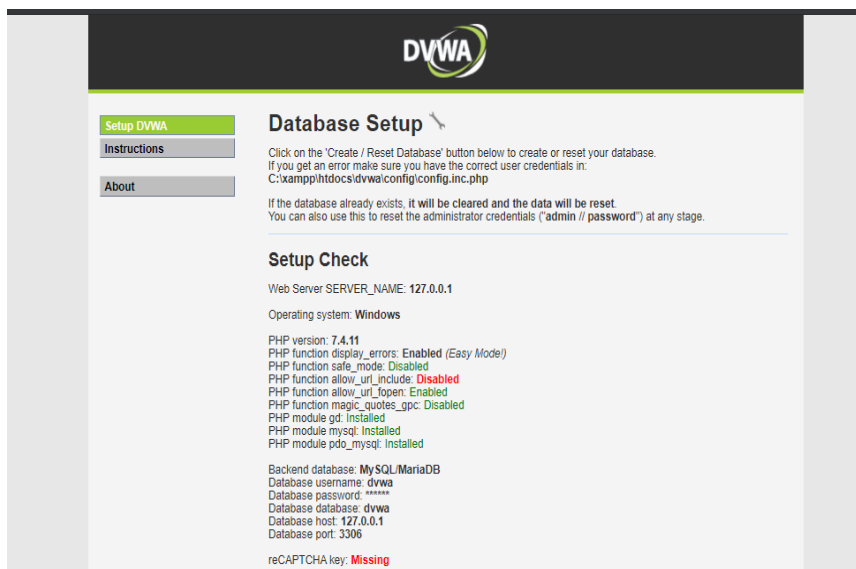 DVWA
Setup DVWA
Instructions
About
Database Setup
Click on the 'Create / Reset Database' button below to create or reset your database.
If you get an error make sure you have the correct user credentials in:
C:\xampp\htdocs\dvwa\config\config.inc.php
If the database already exists, it will be cleared and the data will be reset.
You can also use this to reset the administrator credentials ("admin // password") at any stage.
Setup Check
Web Server SERVER_NAME: 127.0.0.1
Operating system: Windows
PHP version: 7.4.11
PHP function display_errors: Enabled (Easy Mode!)
PHP function safe_mode: Disabled
PHP function allow_url_include: Disabled
PHP function allow_url_fopen: Enabled
PHP function magic_quotes_gpc: Disabled
PHP module gd: Installed
PHP module mysql: Installed
PHP module pdo_mysql: Installed
Backend database: MySQL/MariaDB
Database username: dvwa
Database password: ******
Database database: dvwa
Database host: 127.0.0.1
Database port: 3306
reCAPTCHA key: Missing